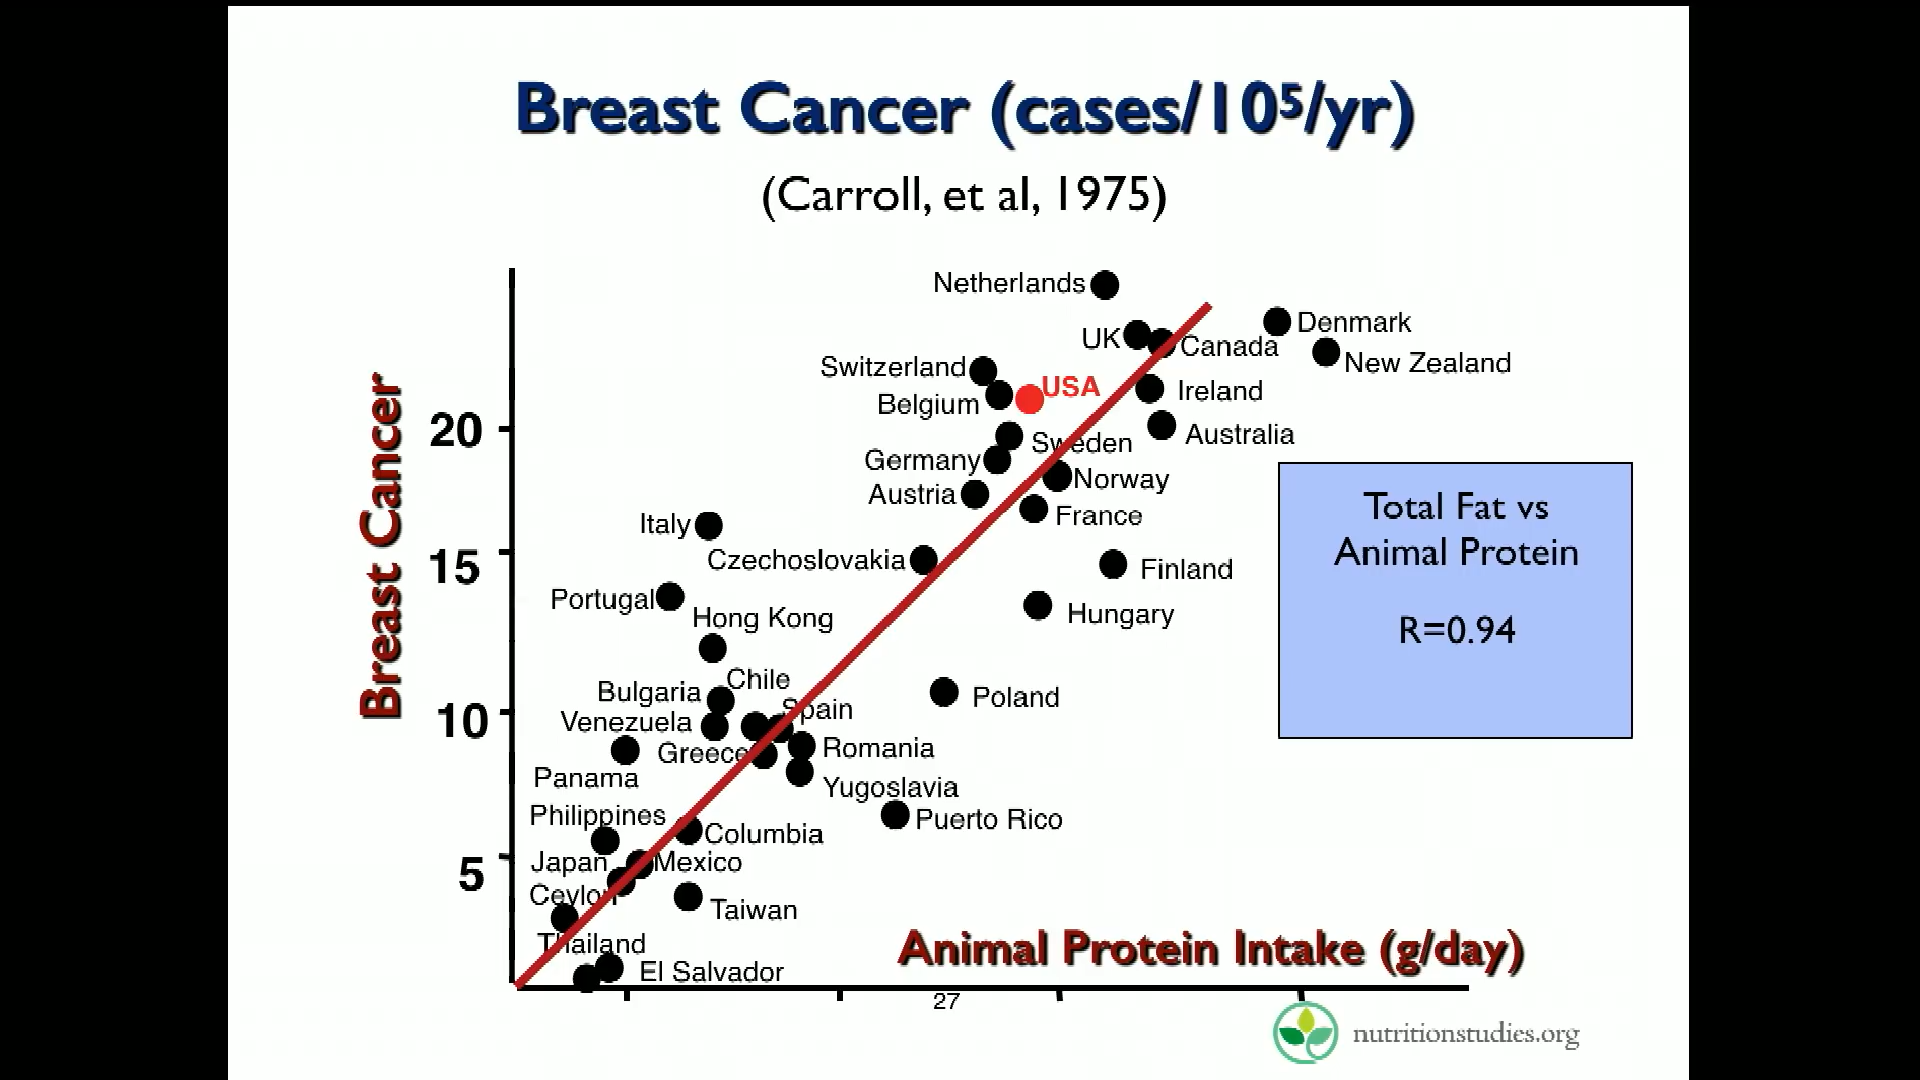 Breast Cancer (cases/10⁵/yr)
(Carroll, et al, 1975)
Netherlands
Denmark
UK
Canada
New Zealand
Switzerland
USA
Belgium
Ireland
20
Sweden
Australia
Germany
Norway
Austria
France
Italy
Czechoslovakia
15
Finland
Portugal
Hong Kong
Hungary
Chile
Bulgaria
Poland
10
Venezuela
Spain
Greece
Romania
Panama
Yugoslavia
Philippines
Puerto Rico
Columbia
5
Japan
Mexico
Ceylon
Taiwan
Thailand
El Salvador
Breast Cancer
Total Fat vs
Animal Protein
R=0.94
Animal Protein Intake (g/day)
27
nutritionstudies.org